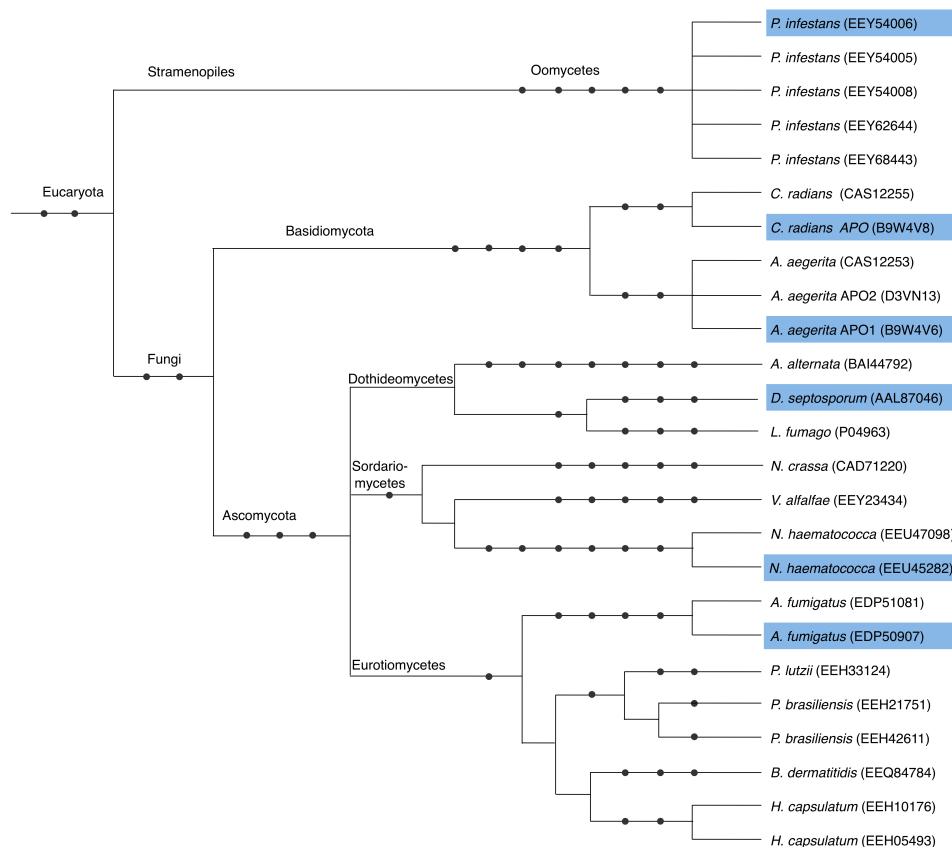 P. infestans (EEY54006)
P. infestans (EEY54005)
Stramenopiles
Oomycetes
P. infestans (EEY54008)
P. infestans (EEY62644)
P. infestans (EEY68443)
Eucaryota
C. radians (CAS12255)
Basidiomycota
C. radians APO (B9W4V8)
A. aegerita (CAS12253)
A. aegerita APO2 (D3VN13)
A. aegerita APO1 (B9W4V6)
Fungi
A. alternata (BAI44792)
Dothideomycetes
D. septosporum (AAL87046)
L. fumago (P04963)
Sordario-
mycetes
N. crassa (CAD71220)
V. alfalfae (EEY23434)
Ascomycota
N. haematococca (EEU47098)
N. haematococca (EEU45282)
A. fumigatus (EDP51081)
A. fumigatus (EDP50907)
Eurotiomycetes
P. lutzii (EEH33124)
P. brasiliensis (EEH21751)
P. brasiliensis (EEH42611)
B. dermatitidis (EEQ84784)
H. capsulatum (EEH10176)
H. capsulatum (EEH05493)